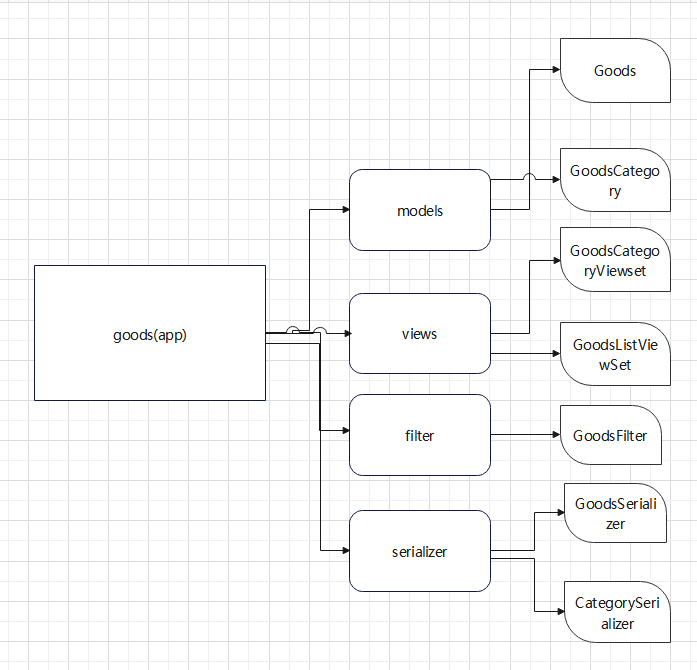 Goods
GoodsCatego
ry
models
GoodsCatego
ryViewset
goods(app)
views
GoodsListVie
wSet
filter
GoodsFilter
GoodsSeriali
zer
serializer
CategorySeri
alizer